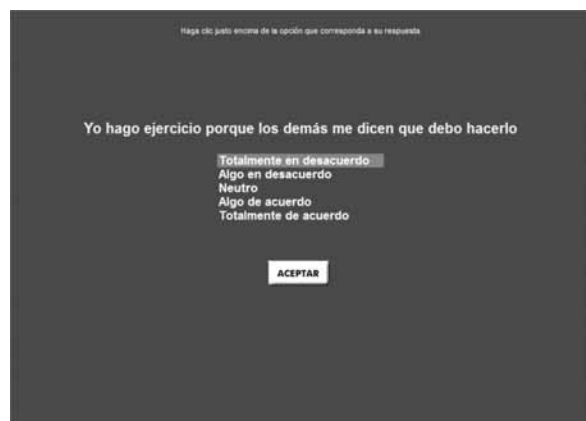 Haga clic justo encima de la opción que corresponda a su respuesta
Yo hago ejercicio porque los demás me dicen que debo hacerlo
Totalmente en desacuerdo
Algo en desacuerdo
Neutro
Algo de acuerdo
Totalmente de acuerdo
ACEPTAR